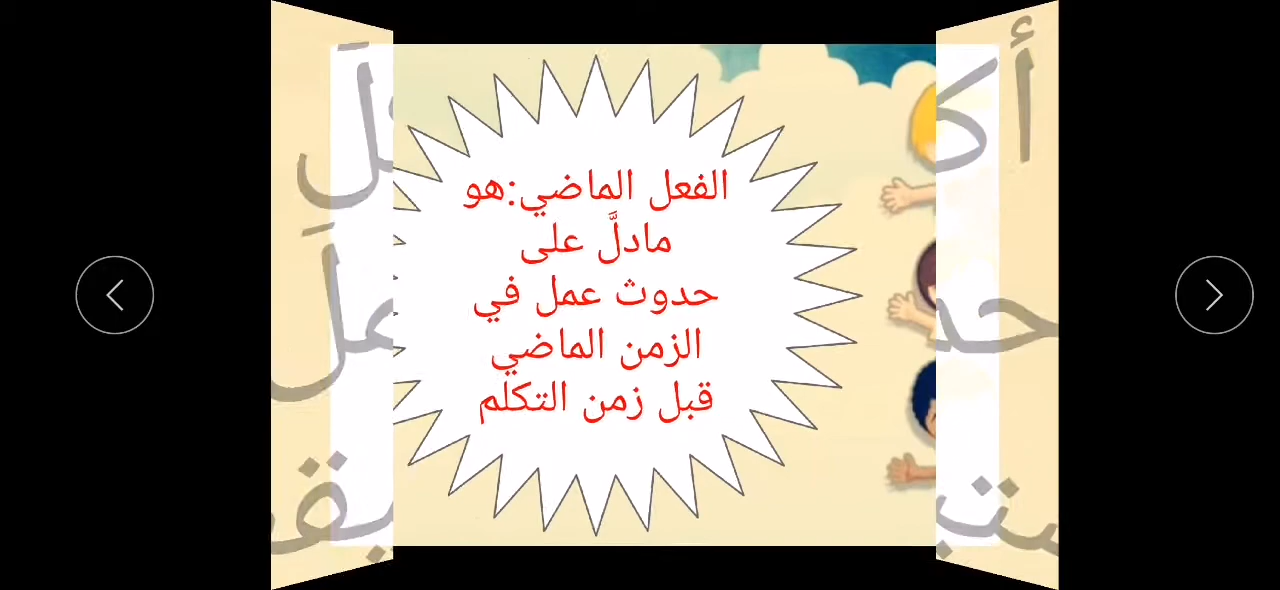 الفعل الماضي:هو
مادلَّ على
حدوث عمل في
الزمن الماضي
قبل زمن التكلم